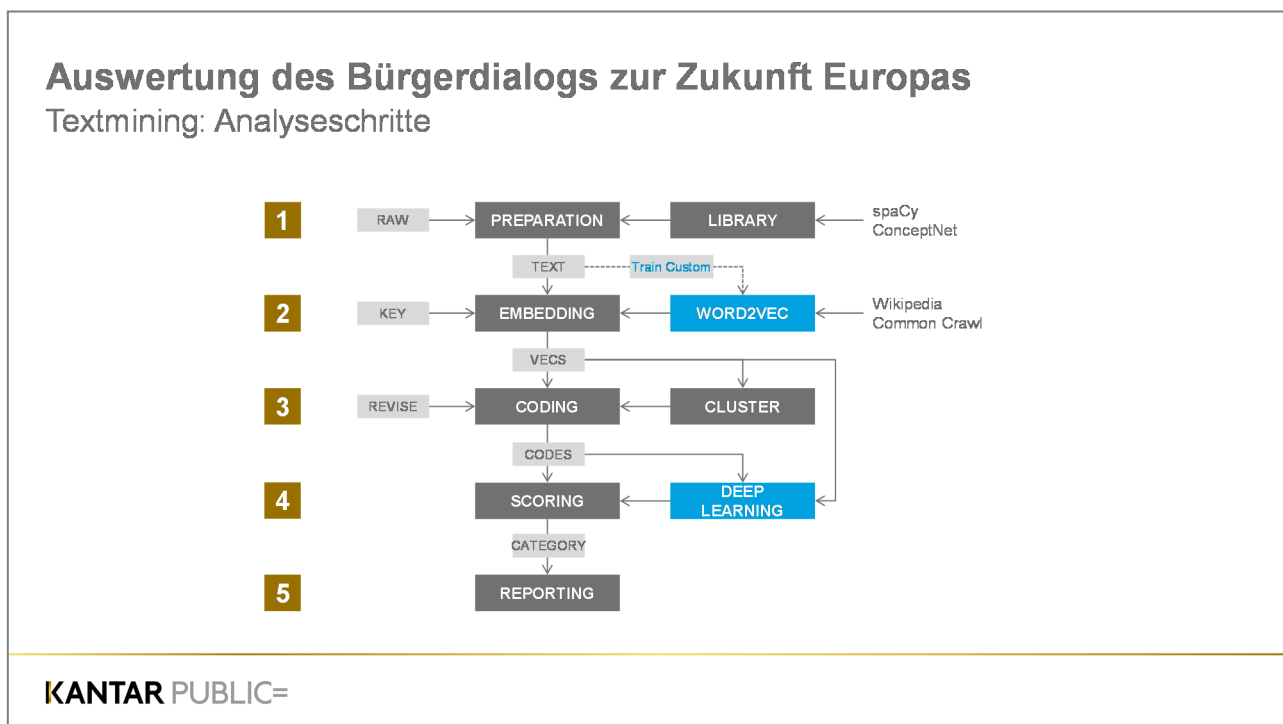 Auswertung des Bürgerdialogs zur Zukunft Europas
Textmining: Analyseschritte
1
RAW
PREPARATION
LIBRARY
spaCy
ConceptNet
TEXT
Train Custom
2
KEY
EMBEDDING
WORD2VEC
Wikipedia
Common Crawl
VECS
3
REVISE
CODING
CLUSTER
CODES
4
SCORING
DEEP
LEARNING
CATEGORY
5
REPORTING
KANTAR PUBLIC=